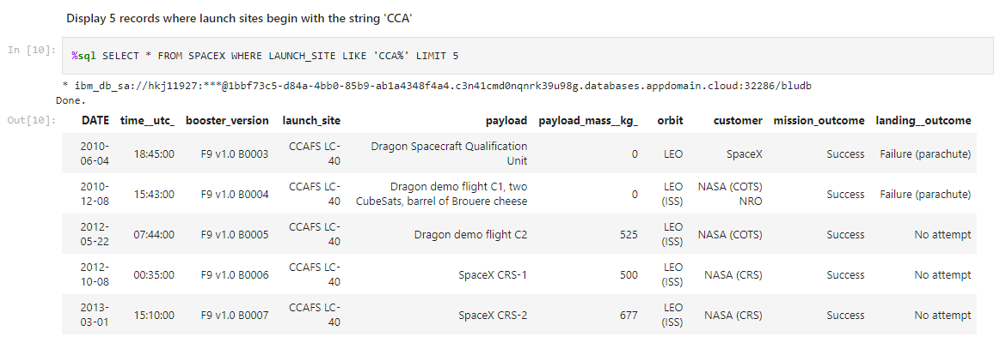 Display 5 records where launch sites begin with the string 'CCA'
In [10]: %sql SELECT * FROM SPACEX WHERE LAUNCH_SITE LIKE 'CCA%' LIMIT 5
* ibm_db_sa://hkj11927:***@1bbf73c5-d84a-4bb0-85b9-ab1a4348f4a4.c3n41cmd0nqnrk39u98g.databases.appdomain.cloud:32286/bludb
Done.
Out[10]: DATE time__utc_ booster_version launch_site payload payload_mass__kg_ orbit customer mission_outcome landing__outcome
2010- CCAFS LC- Dragon Spacecraft Qualification
18:45:00 F9 v1.0 B0003 0 LEO SpaceX Success Failure (parachute)
06-04 40 Unit
2010- CCAFS LC- Dragon demo flight C1, two LEO NASA (COTS)
15:43:00 F9 v1.0 B0004 0 Success Failure (parachute)
12-08 40 CubeSats, barrel of Brouere cheese (ISS) NRO
2012- CCAFS LC- LEO
07:44:00 F9 v1.0 B0005 Dragon demo flight C2 525 NASA (COTS) Success No attempt
05-22 40 (ISS)
2012- CCAFS LC- LEO
00:35:00 F9 v1.0 B0006 SpaceX CRS-1 500 NASA (CRS) Success No attempt
10-08 40 (ISS)
2013- CCAFS LC- LEO
15:10:00 F9 v1.0 B0007 SpaceX CRS-2 677 NASA (CRS) Success No attempt
03-01 40 (ISS)